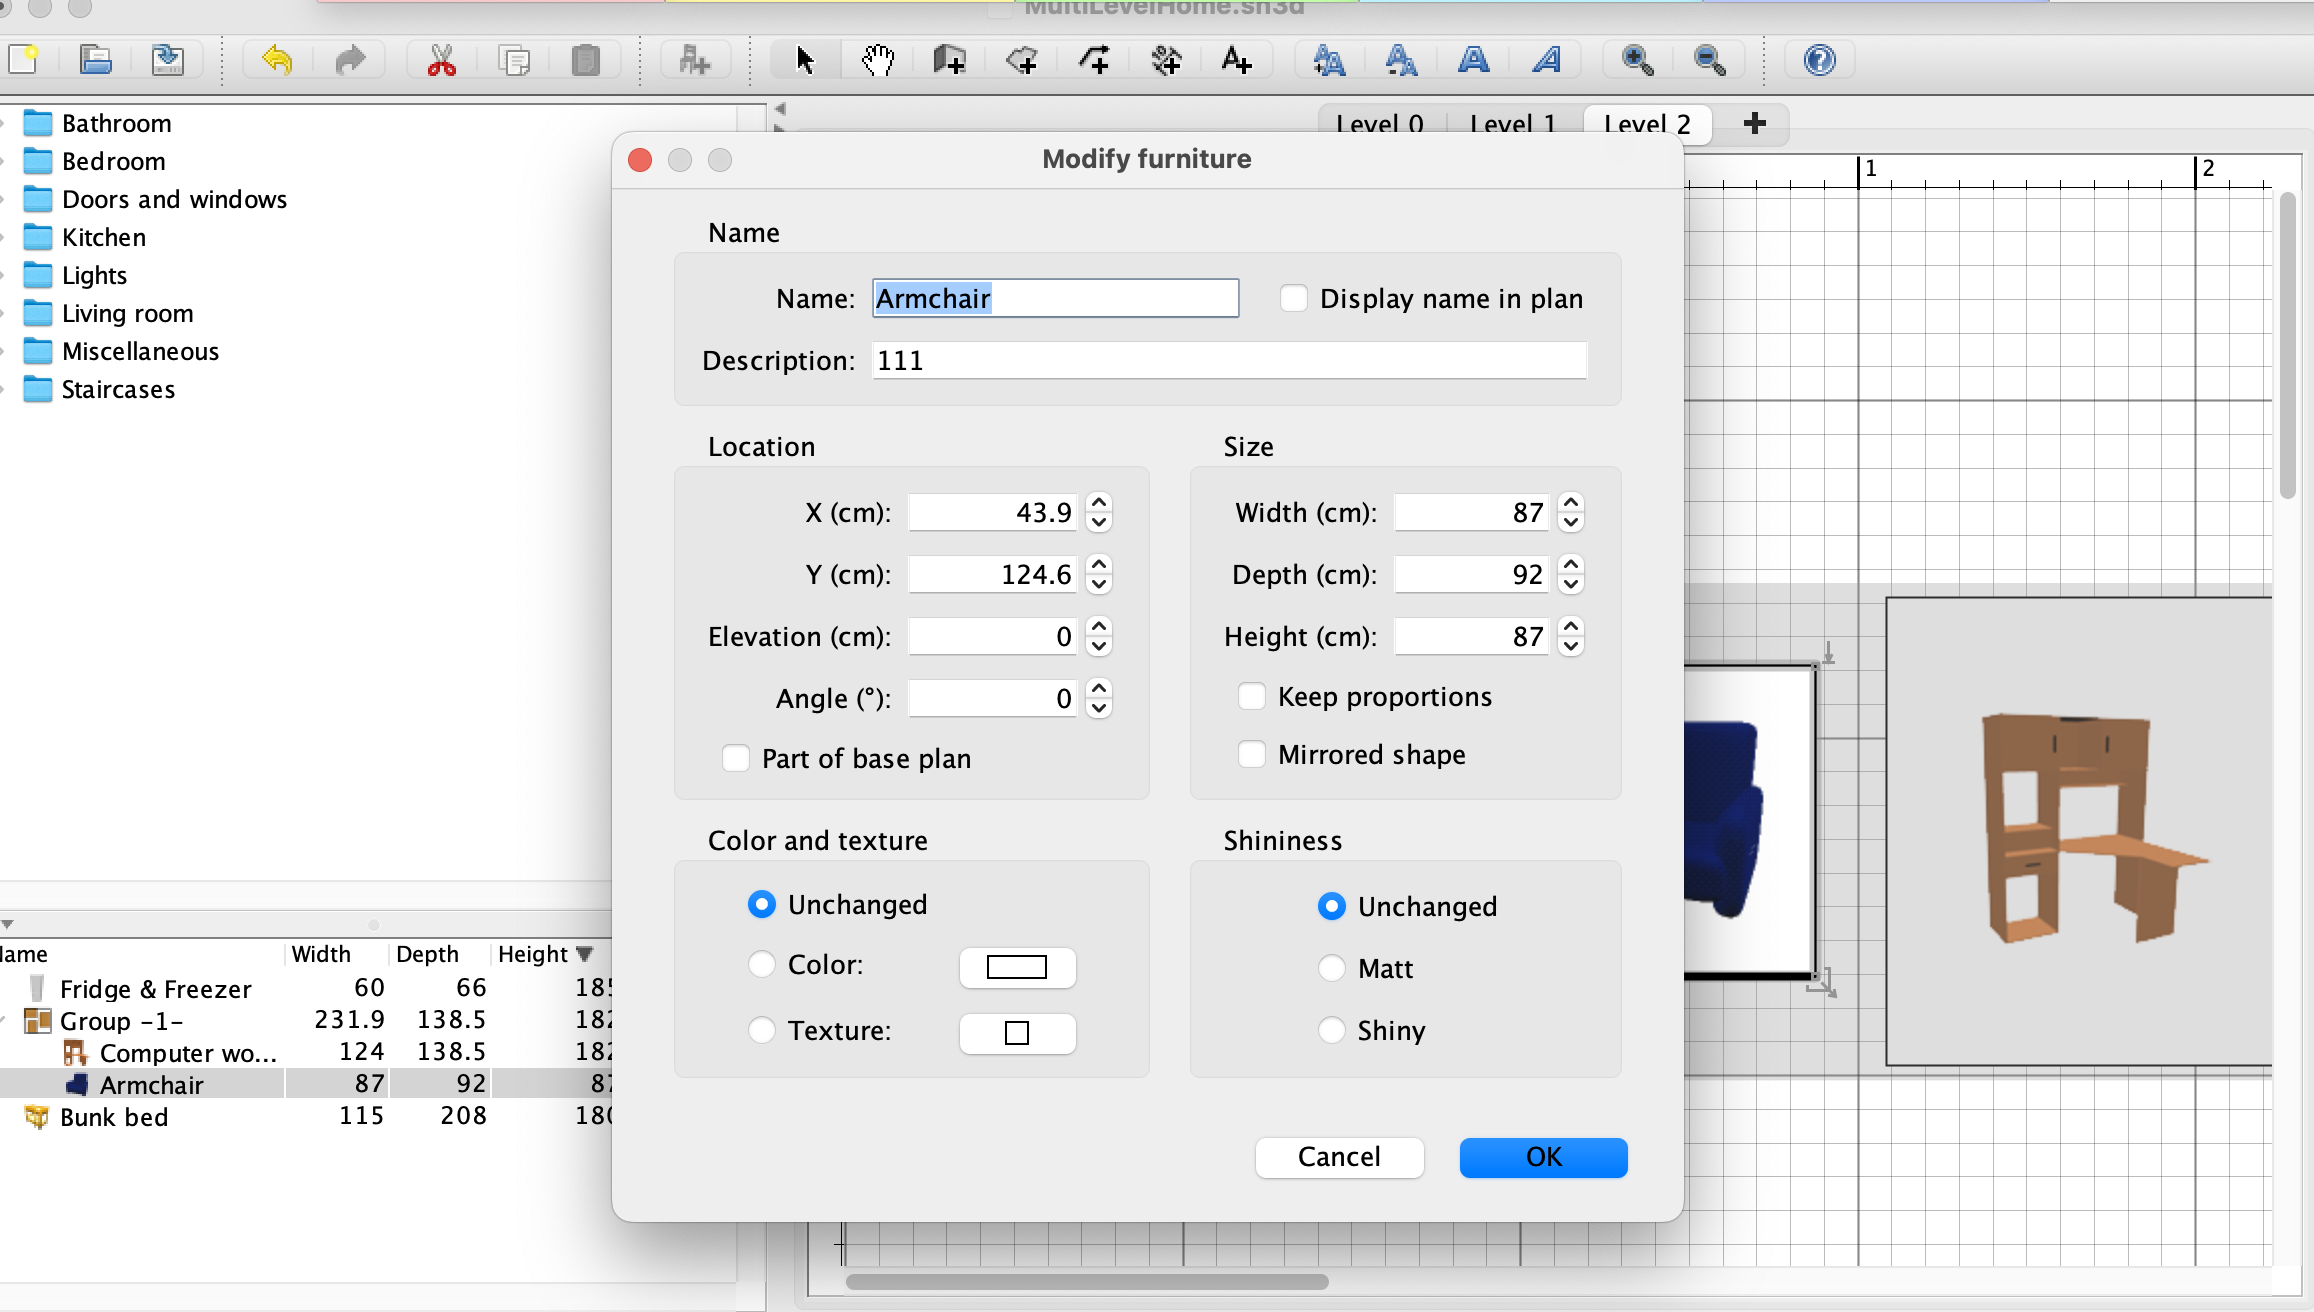 MultiLevelHome.sh3d
Level 0 Level 1 Level 2
Bathroom
Bedroom
Doors and windows
Kitchen
Lights
Living room
Miscellaneous
Staircases
Modify furniture
Name
Name: Armchair Display name in plan
Description: 111
Location
X (cm): 43.9
Y (cm): 124.6
Elevation (cm): 0
Angle (°): 0
Part of base plan
Size
Width (cm): 87
Depth (cm): 92
Height (cm): 87
Keep proportions
Mirrored shape
Color and texture
Unchanged
Color:
Texture:
Shininess
Unchanged
Matt
Shiny
Cancel OK
1 2
Width Depth Height
Fridge & Freezer 60 66
Group -1- 231.9 138.5
Computer wo... 124 138.5
Armchair 87 92 87
Bunk bed 115 208